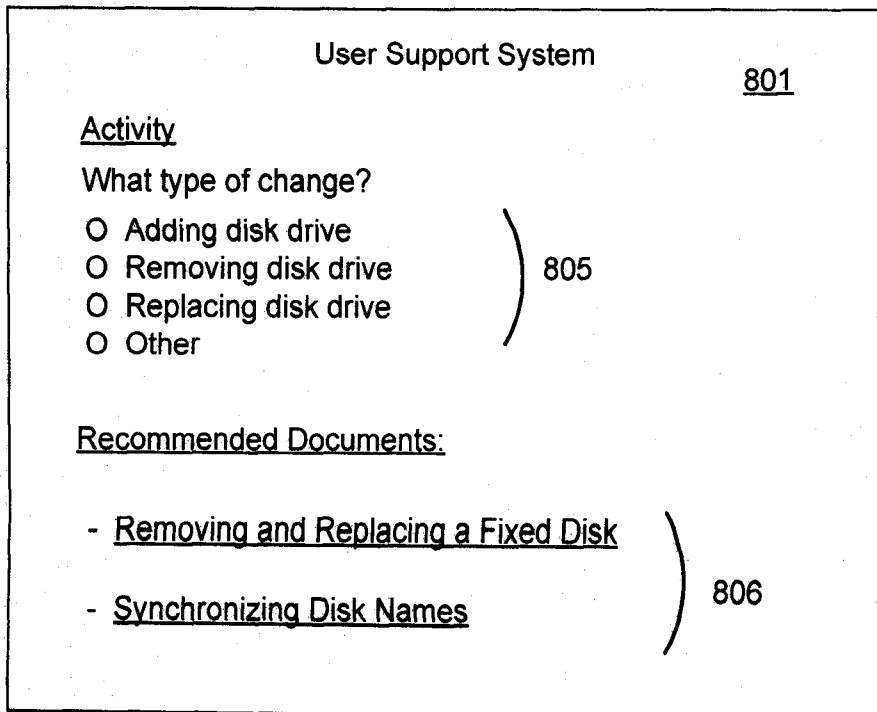 User Support System
801
Activity
What type of change?
O Adding disk drive
O Removing disk drive
805
O Replacing disk drive
O Other
Recommended Documents:
- Removing and Replacing a Fixed Disk
806
- Synchronizing Disk Names